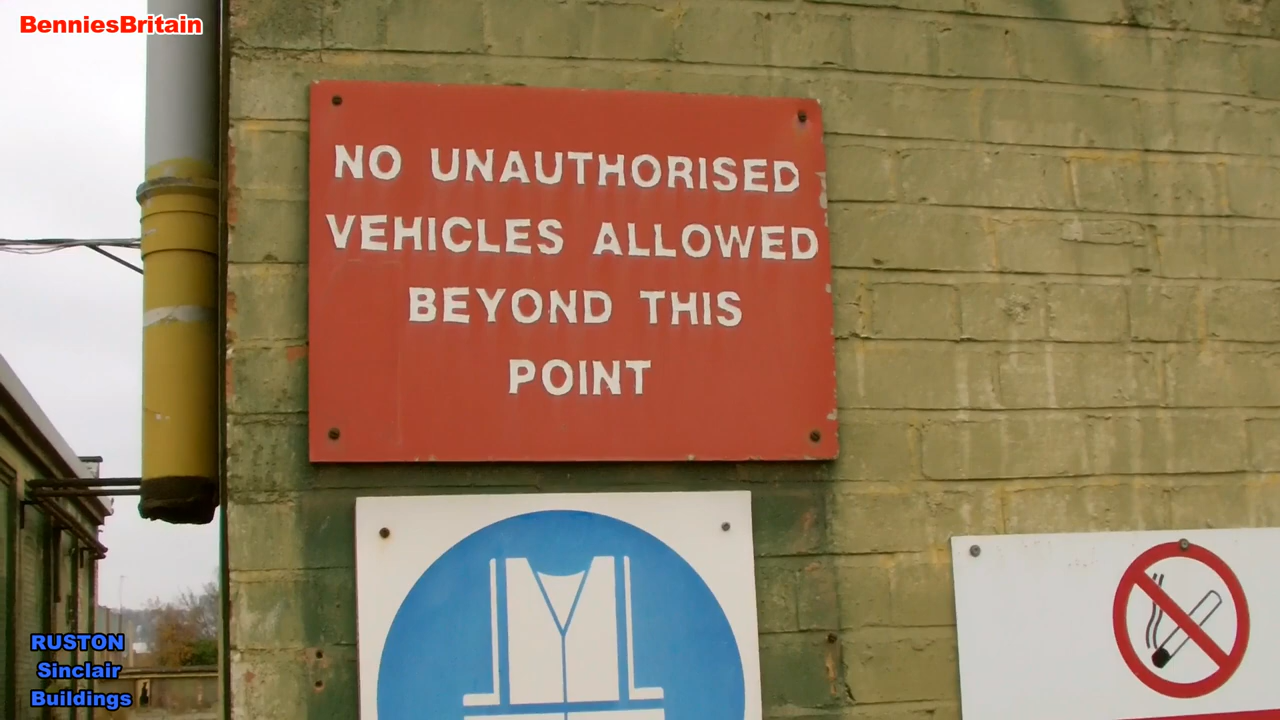 BenniesBritain
NO UNAUTHORISED
VEHICLES ALLOWED
BEYOND THIS
POINT
RUSTON
Sinclair
Buildings